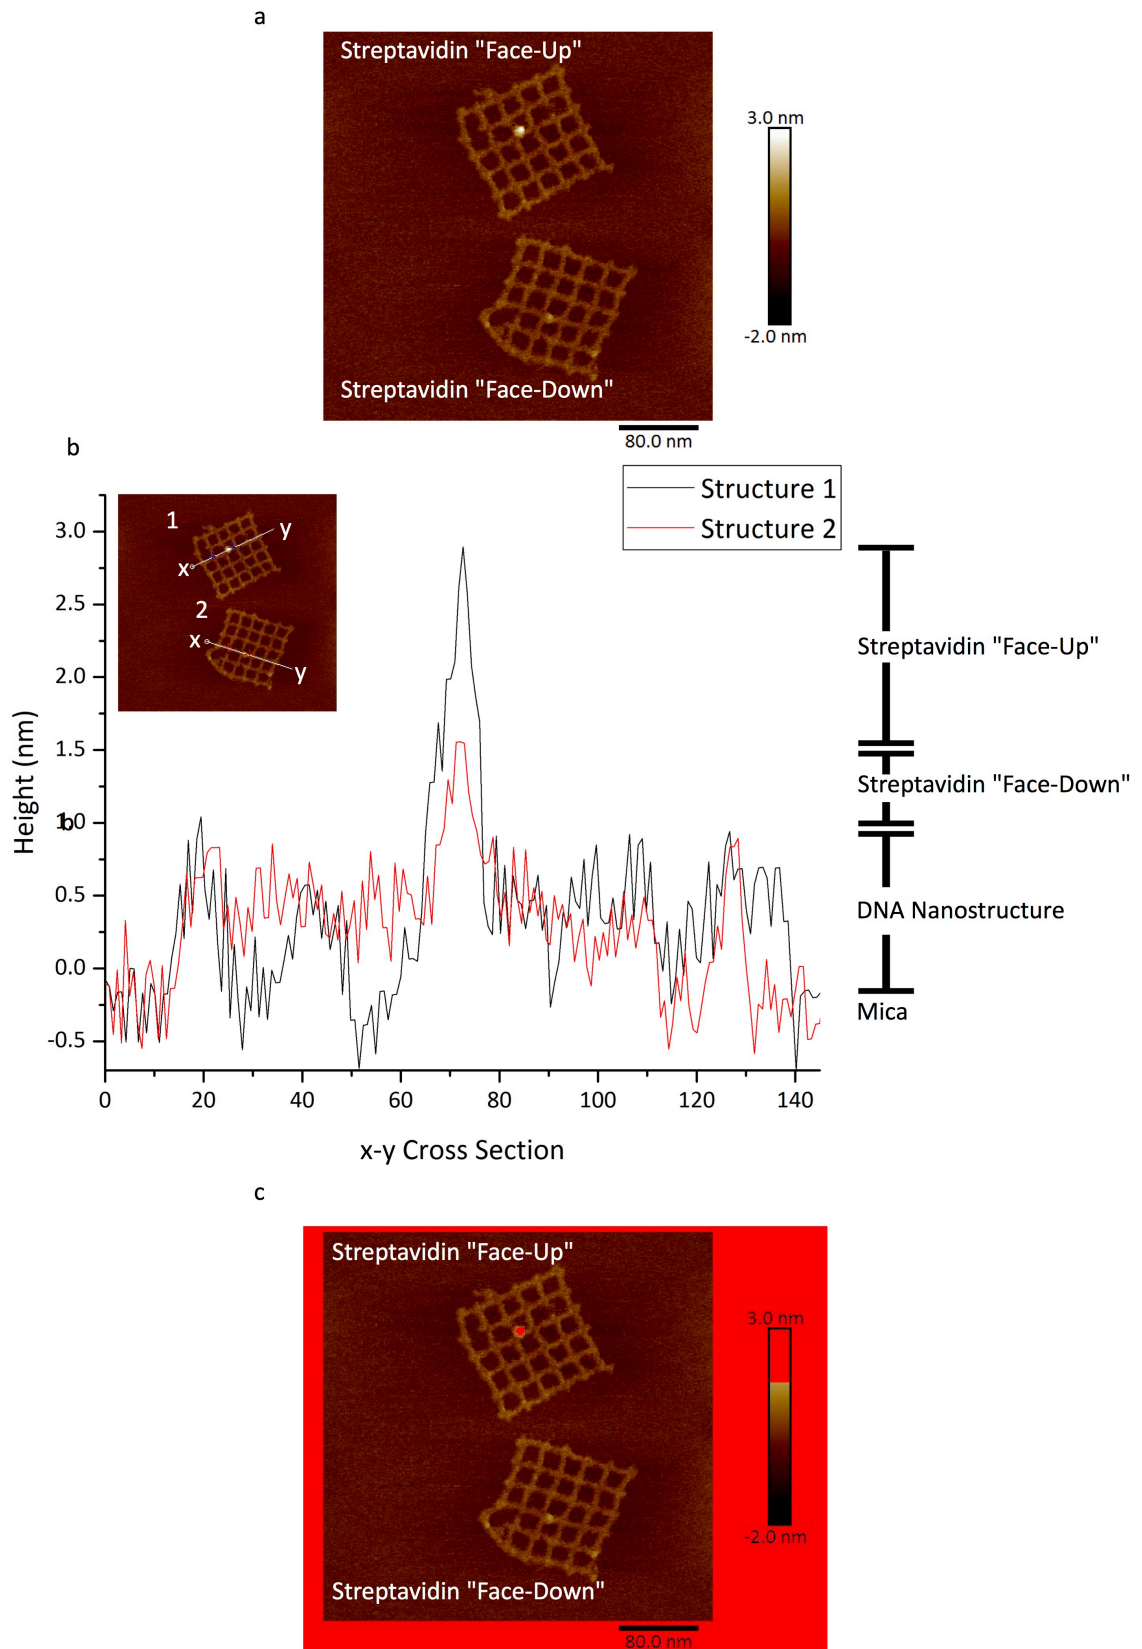 a
Streptavidin "Face-Up"
3.0 nm
-2.0 nm
Streptavidin "Face-Down"
80.0 nm
b
Structure 1
Structure 2
1
y
x
2
x
y
3.0
2.5
2.0
1.5
1.0
b
0.5
0.0
-0.5
Height (nm)
0 20 40 60 80 100 120 140
x-y Cross Section
Streptavidin "Face-Up"
Streptavidin "Face-Down"
DNA Nanostructure
Mica
c
Streptavidin "Face-Up"
3.0 nm
-2.0 nm
Streptavidin "Face-Down"
80.0 nm